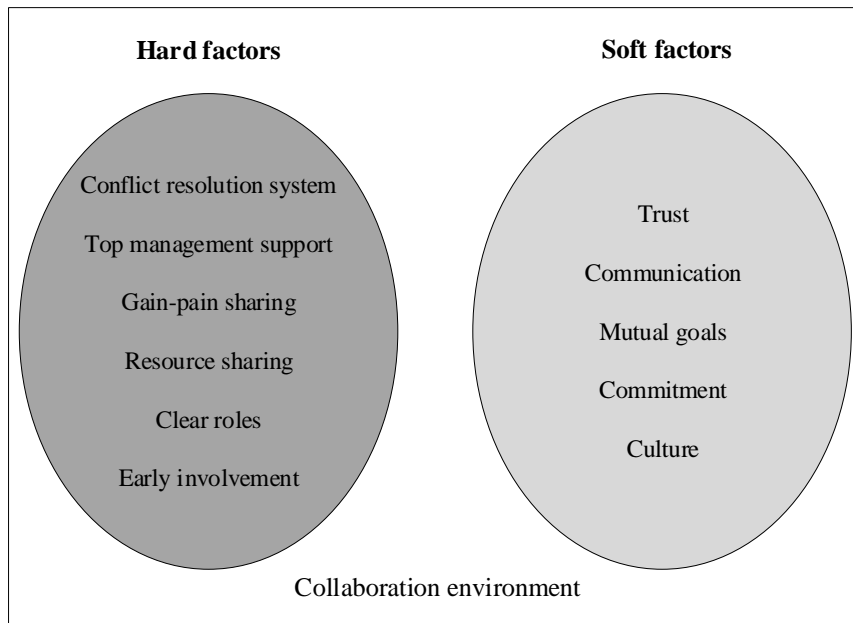 Hard factors
Conflict resolution system
Top management support
Gain-pain sharing
Resource sharing
Clear roles
Early involvement
Soft factors
Trust
Communication
Mutual goals
Commitment
Culture
Collaboration environment